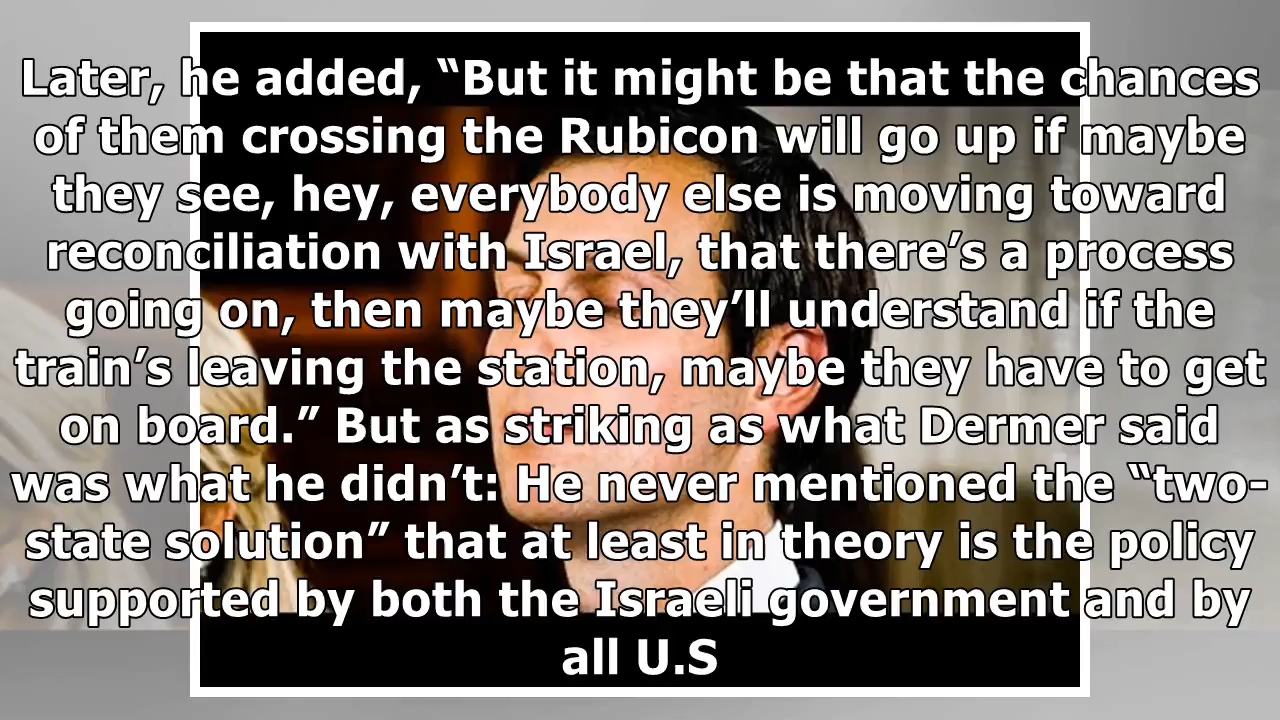 Later, he added, “But it might be that the chances
of them crossing the Rubicon will go up if maybe
they see, hey, everybody else is moving toward
reconciliation with Israel, that there’s a process
going on, then maybe they’ll understand if the
train’s leaving the station, maybe they have to get
on board.” But as striking as what Dermer said
was what he didn’t: He never mentioned the “two-
state solution” that at least in theory is the policy
supported by both the Israeli government and by
all U.S